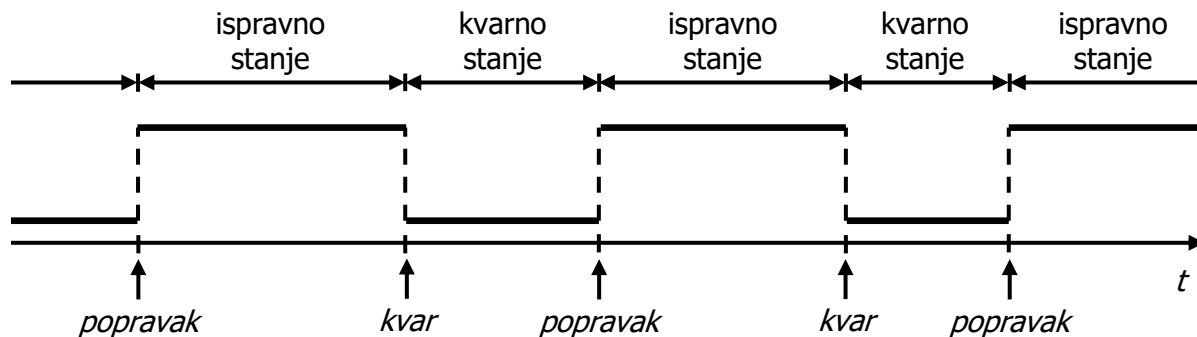 ispravno
stanje
kvarno
stanje
ispravno
stanje
kvarno
stanje
ispravno
stanje
t
popravak
kvar
popravak
kvar
popravak